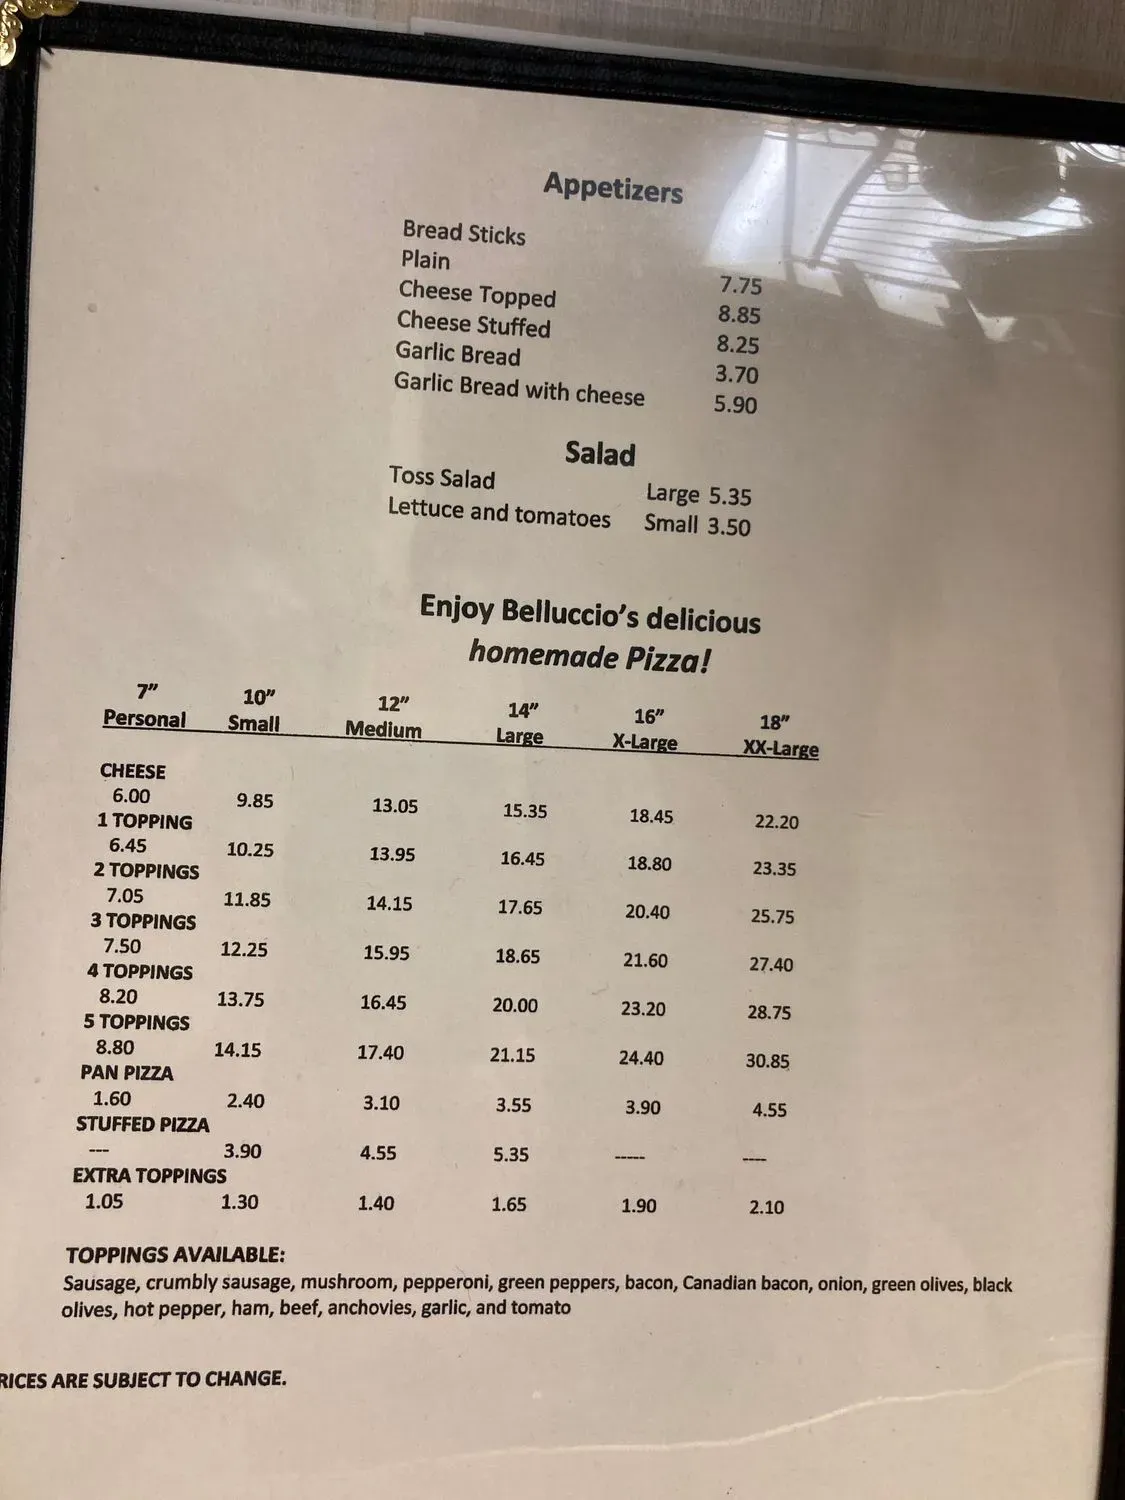 Appetizers
Bread Sticks
Plain 7.75
Cheese Topped 8.85
Cheese Stuffed 8.25
Garlic Bread 3.70
Garlic Bread with cheese 5.90
Salad
Toss Salad Large 5.35
Lettuce and tomatoes Small 3.50
Enjoy Belluccio’s delicious
homemade Pizza!
7” 10” 12” 14” 16” 18”
Personal Small Medium Large X-Large XX-Large
CHEESE
6.00 9.85 13.05 15.35 18.45 22.20
1 TOPPING
6.45 10.25 13.95 16.45 18.80 23.35
2 TOPPINGS
7.05 11.85 14.15 17.65 20.40 25.75
3 TOPPINGS
7.50 12.25 15.95 18.65 21.60 27.40
4 TOPPINGS
8.20 13.75 16.45 20.00 23.20 28.75
5 TOPPINGS
8.80 14.15 17.40 21.15 24.40 30.85
PAN PIZZA
1.60 2.40 3.10 3.55 3.90 4.55
STUFFED PIZZA
--- 3.90 4.55 5.35 ----- ----
EXTRA TOPPINGS
1.05 1.30 1.40 1.65 1.90 2.10
TOPPINGS AVAILABLE:
Sausage, crumbly sausage, mushroom, pepperoni, green peppers, bacon, Canadian bacon, onion, green olives, black
olives, hot pepper, ham, beef, anchovies, garlic, and tomato
RICES ARE SUBJECT TO CHANGE.